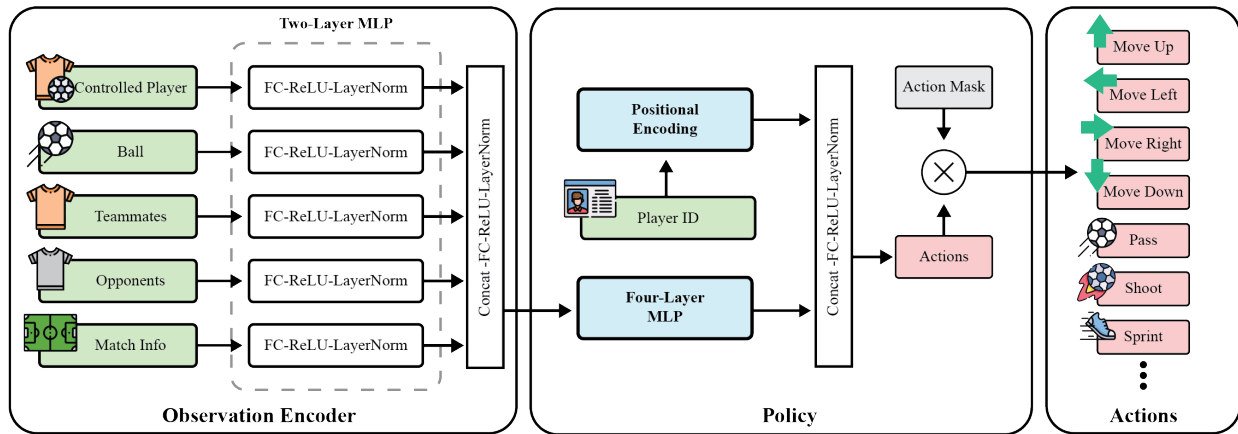 Two-Layer MLP
Controlled Player
FC-ReLU-LayerNorm
Ball
FC-ReLU-LayerNorm
Teammates
FC-ReLU-LayerNorm
Opponents
FC-ReLU-LayerNorm
Match Info
FC-ReLU-LayerNorm
Concat -FC-ReLU-LayerNorm
Observation Encoder
Positional
Encoding
Player ID
Four-Layer
MLP
Concat -FC-ReLU-LayerNorm
Action Mask
Actions
Policy
Move Up
Move Left
Move Right
Move Down
Pass
Shoot
Sprint
Actions